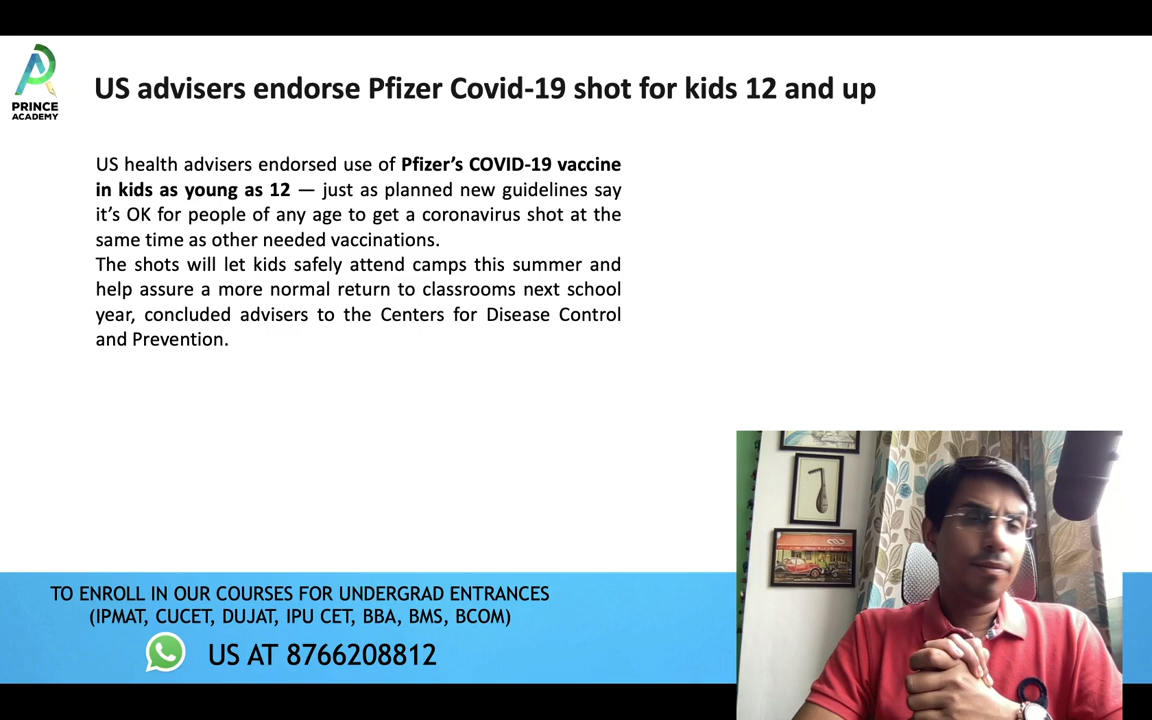 PRINCE
ACADEMY
US advisers endorse Pfizer Covid-19 shot for kids 12 and up
US health advisers endorsed use of Pfizer’s COVID-19 vaccine
in kids as young as 12 — just as planned new guidelines say
it’s OK for people of any age to get a coronavirus shot at the
same time as other needed vaccinations.
The shots will let kids safely attend camps this summer and
help assure a more normal return to classrooms next school
year, concluded advisers to the Centers for Disease Control
and Prevention.
TO ENROLL IN OUR COURSES FOR UNDERGRAD ENTRANCES
(IPMAT, CUCET, DUJAT, IPU CET, BBA, BMS, BCOM)
US AT 8766208812